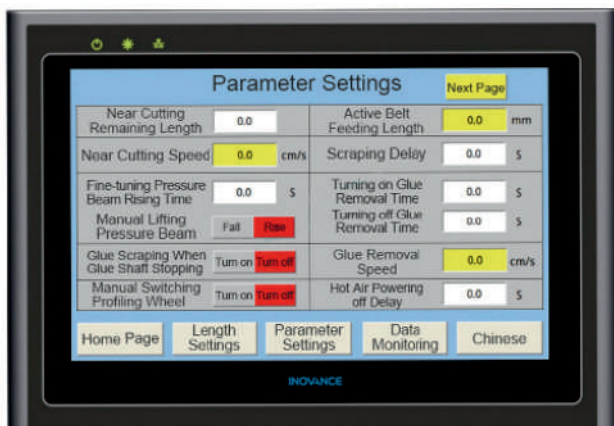 Parameter Settings
Next Page
Near Cutting
Remaining Length
0.0
Active Belt
Feeding Length
0.0
mm
Near Cutting Speed
0.0
cm/s
Scraping Delay
0.0
S
Fine-tuning Pressure
Beam Rising Time
0.0
S
Turning on Glue
Removal Time
0.0
S
Manual Lifting
Pressure Beam
Fall
Rise
Turning off Glue
Removal Time
0.0
S
Glue Scraping When
Glue Shaft Stopping
Turn on
Turn off
Glue Removal
Speed
0.0
cm/s
Manual Switching
Profiling Wheel
Turn on
Turn off
Hot Air Powering
off Delay
0.0
S
Home Page
Length
Settings
Parameter
Settings
Data
Monitoring
Chinese
INOVANCE